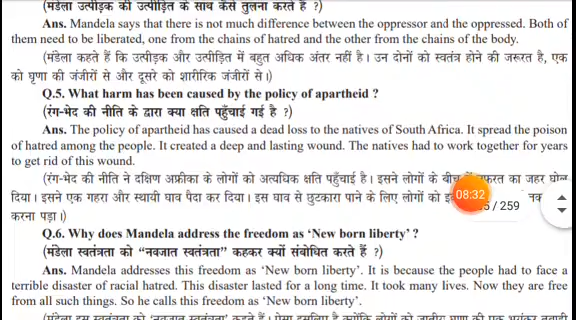 (मंडेला उत्पीड़क की उत्पीड़ित के साथ कैसे तुलना करते हैं ?)
Ans. Mandela says that there is not much difference between the oppressor and the oppressed. Both of
them need to be liberated, one from the chains of hatred and the other from the chains of the body.
(मंडेला कहते हैं कि उत्पीड़क और उत्पीड़ित में बहुत अधिक अंतर नहीं है। उन दोनों को स्वतंत्र होने की जरूरत है, एक
को घृणा की जंजीरों से और दूसरे को शारीरिक जंजीरों से।)
Q.5. What harm has been caused by the policy of apartheid ?
(रंग-भेद की नीति के द्वारा क्या क्षति पहुँचाई गई है ?)
Ans. The policy of apartheid has caused a dead loss to the natives of South Africa. It spread the poison
of hatred among the people. It created a deep and lasting wound. The natives had to work together for years
to get rid of this wound.
(रंग-भेद की नीति ने दक्षिण अफ्रीका के लोगों को अत्यधिक क्षति पहुँचाई है। इसने लोगों के बीच में नफरत का जहर घोल
दिया। इसने एक गहरा और स्थायी घाव पैदा कर दिया। इस घाव से छुटकारा पाने के लिए लोगों को
08:32
/ 259
करना पड़ा।)
Q.6. Why does Mandela address the freedom as ‘New born liberty’ ?
(मंडेला स्वतंत्रता को “नवजात स्वतंत्रता” कहकर क्यों संबोधित करते हैं ?)
Ans. Mandela addresses this freedom as ‘New born liberty’. It is because the people had to face a
terrible disaster of racial hatred. This disaster lasted for a long time. It took many lives. Now they are free
from all such things. So he calls this freedom as ‘New born liberty’.